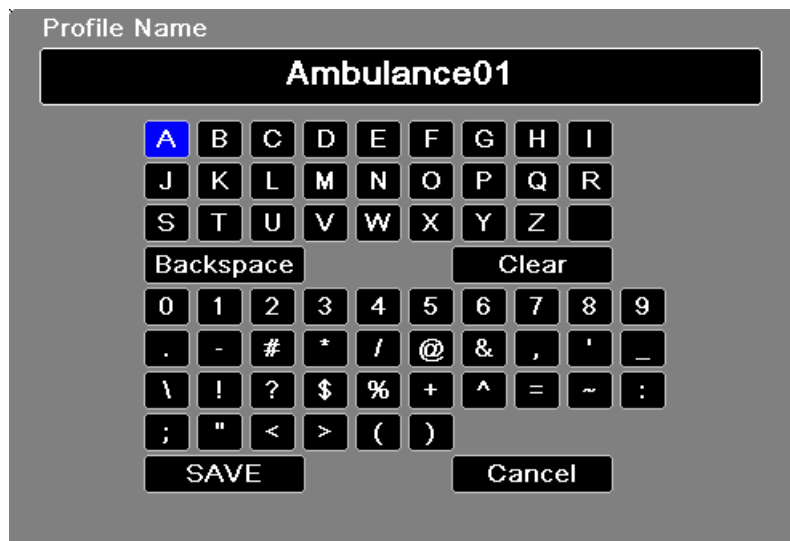 Profile Name
Ambulance01
A B C D E F G H I
J K L M N O P Q R
S T U V W X Y Z
Backspace Clear
0 1 2 3 4 5 6 7 8 9
. - # * / @ & , ' _
\ ! ? $ % + ^ = ~ :
; " < > ( )
SAVE Cancel